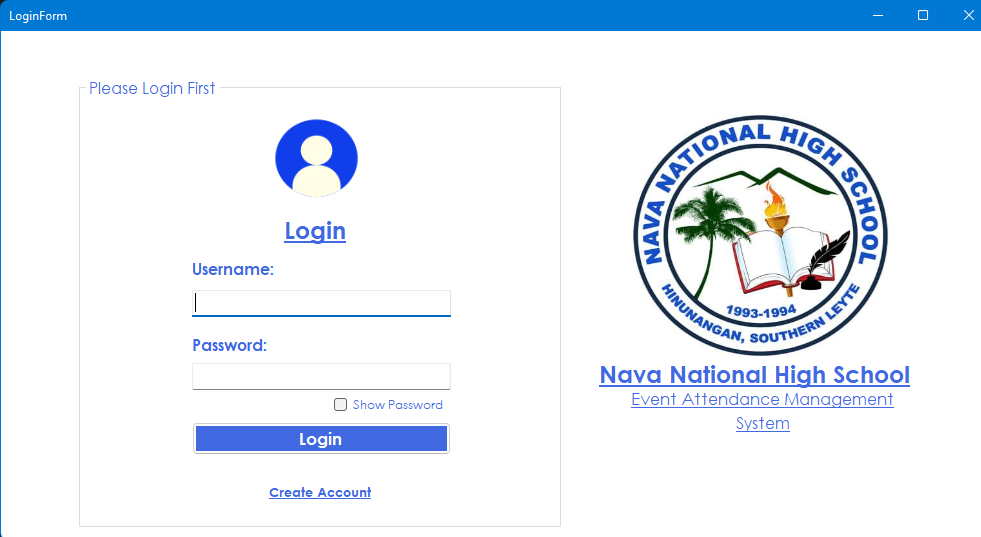 LoginForm
Please Login First
Login
Username:
Password:
Show Password
Login
Create Account
NAVA NATIONAL HIGH SCHOOL
1993-1994
HINUNANGAN, SOUTHERN LEYTE
Nava National High School
Event Attendance Management
System